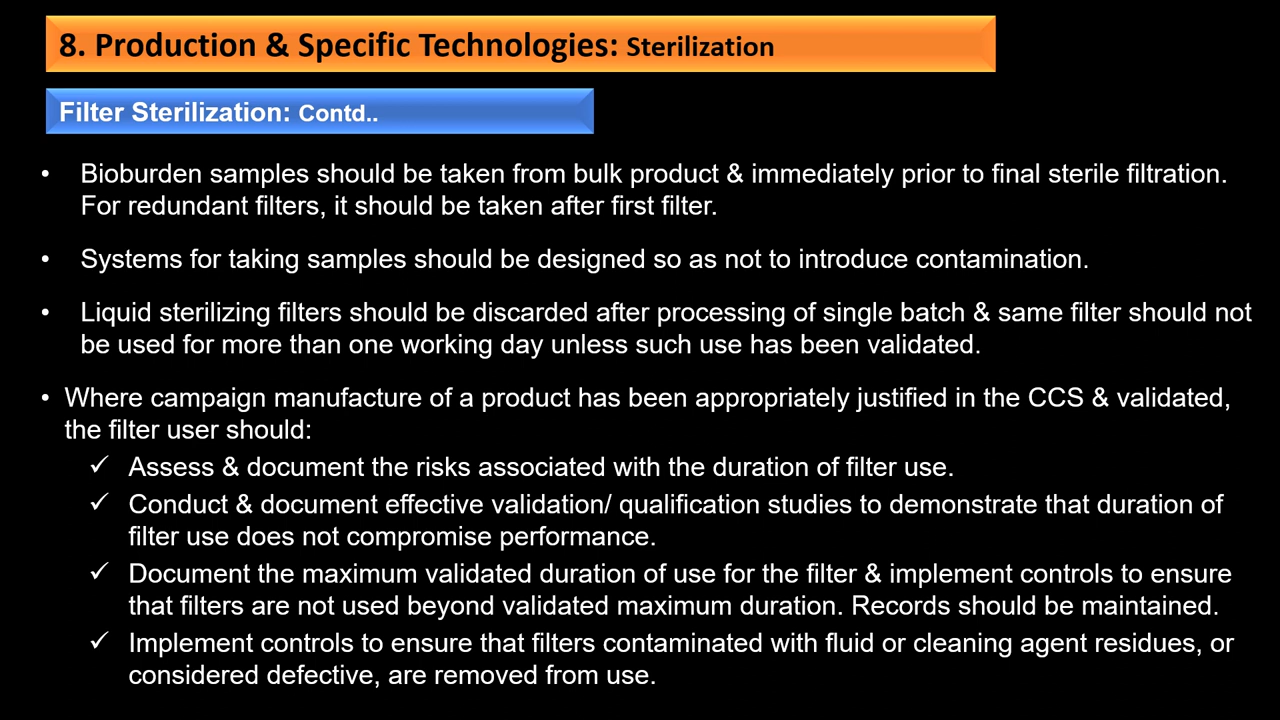 8. Production & Specific Technologies: Sterilization
Filter Sterilization: Contd..
• Bioburden samples should be taken from bulk product & immediately prior to final sterile filtration.
For redundant filters, it should be taken after first filter.
• Systems for taking samples should be designed so as not to introduce contamination.
• Liquid sterilizing filters should be discarded after processing of single batch & same filter should not
be used for more than one working day unless such use has been validated.
• Where campaign manufacture of a product has been appropriately justified in the CCS & validated,
the filter user should:
✓ Assess & document the risks associated with the duration of filter use.
✓ Conduct & document effective validation/ qualification studies to demonstrate that duration of
filter use does not compromise performance.
✓ Document the maximum validated duration of use for the filter & implement controls to ensure
that filters are not used beyond validated maximum duration. Records should be maintained.
✓ Implement controls to ensure that filters contaminated with fluid or cleaning agent residues, or
considered defective, are removed from use.